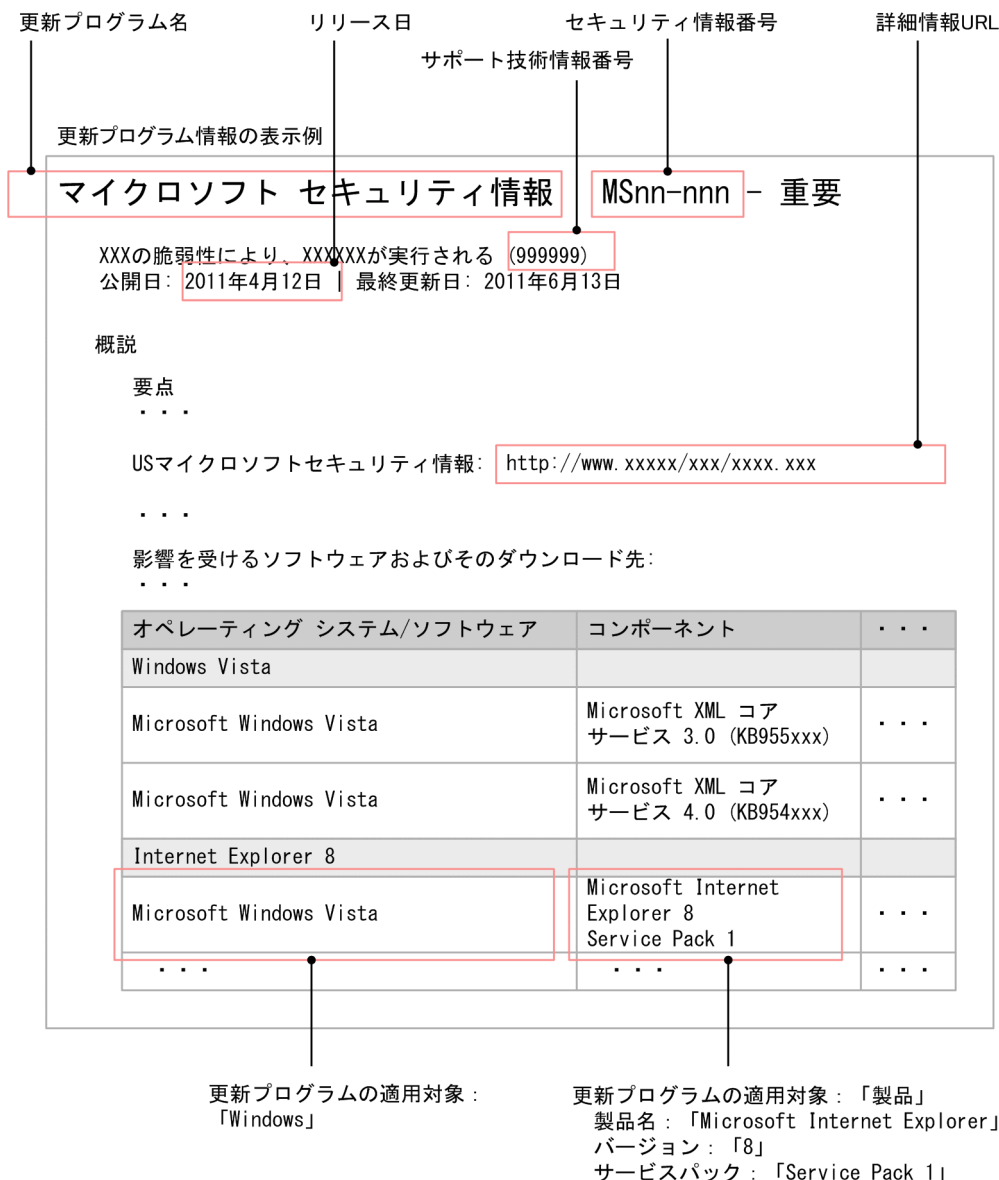 更新プログラム名 リリース日 セキュリティ情報番号 詳細情報URL
サポート技術情報番号
更新プログラム情報の表示例
マイクロソフト セキュリティ情報 MSnn-nnn - 重要
XXXの脆弱性により、XXXXXXが実行される (999999)
公開日: 2011年4月12日 | 最終更新日: 2011年6月13日
概説
要点
・・・
USマイクロソフトセキュリティ情報: http://www.xxxxx/xxx/xxxx.xxx
・・・
影響を受けるソフトウェアおよびそのダウンロード先:
・・・
オペレーティング システム/ソフトウェア コンポーネント ・・・
Windows Vista
Microsoft Windows Vista Microsoft XML コア ・・・
サービス 3.0 (KB955xxx)
Microsoft Windows Vista Microsoft XML コア ・・・
サービス 4.0 (KB954xxx)
Internet Explorer 8
Microsoft Windows Vista Microsoft Internet ・・・
Explorer 8
Service Pack 1
・・・ ・・・ ・・・
更新プログラムの適用対象:
「Windows」
更新プログラムの適用対象:「製品」
製品名:「Microsoft Internet Explorer」
バージョン:「8」
サービスパック:「Service Pack 1」